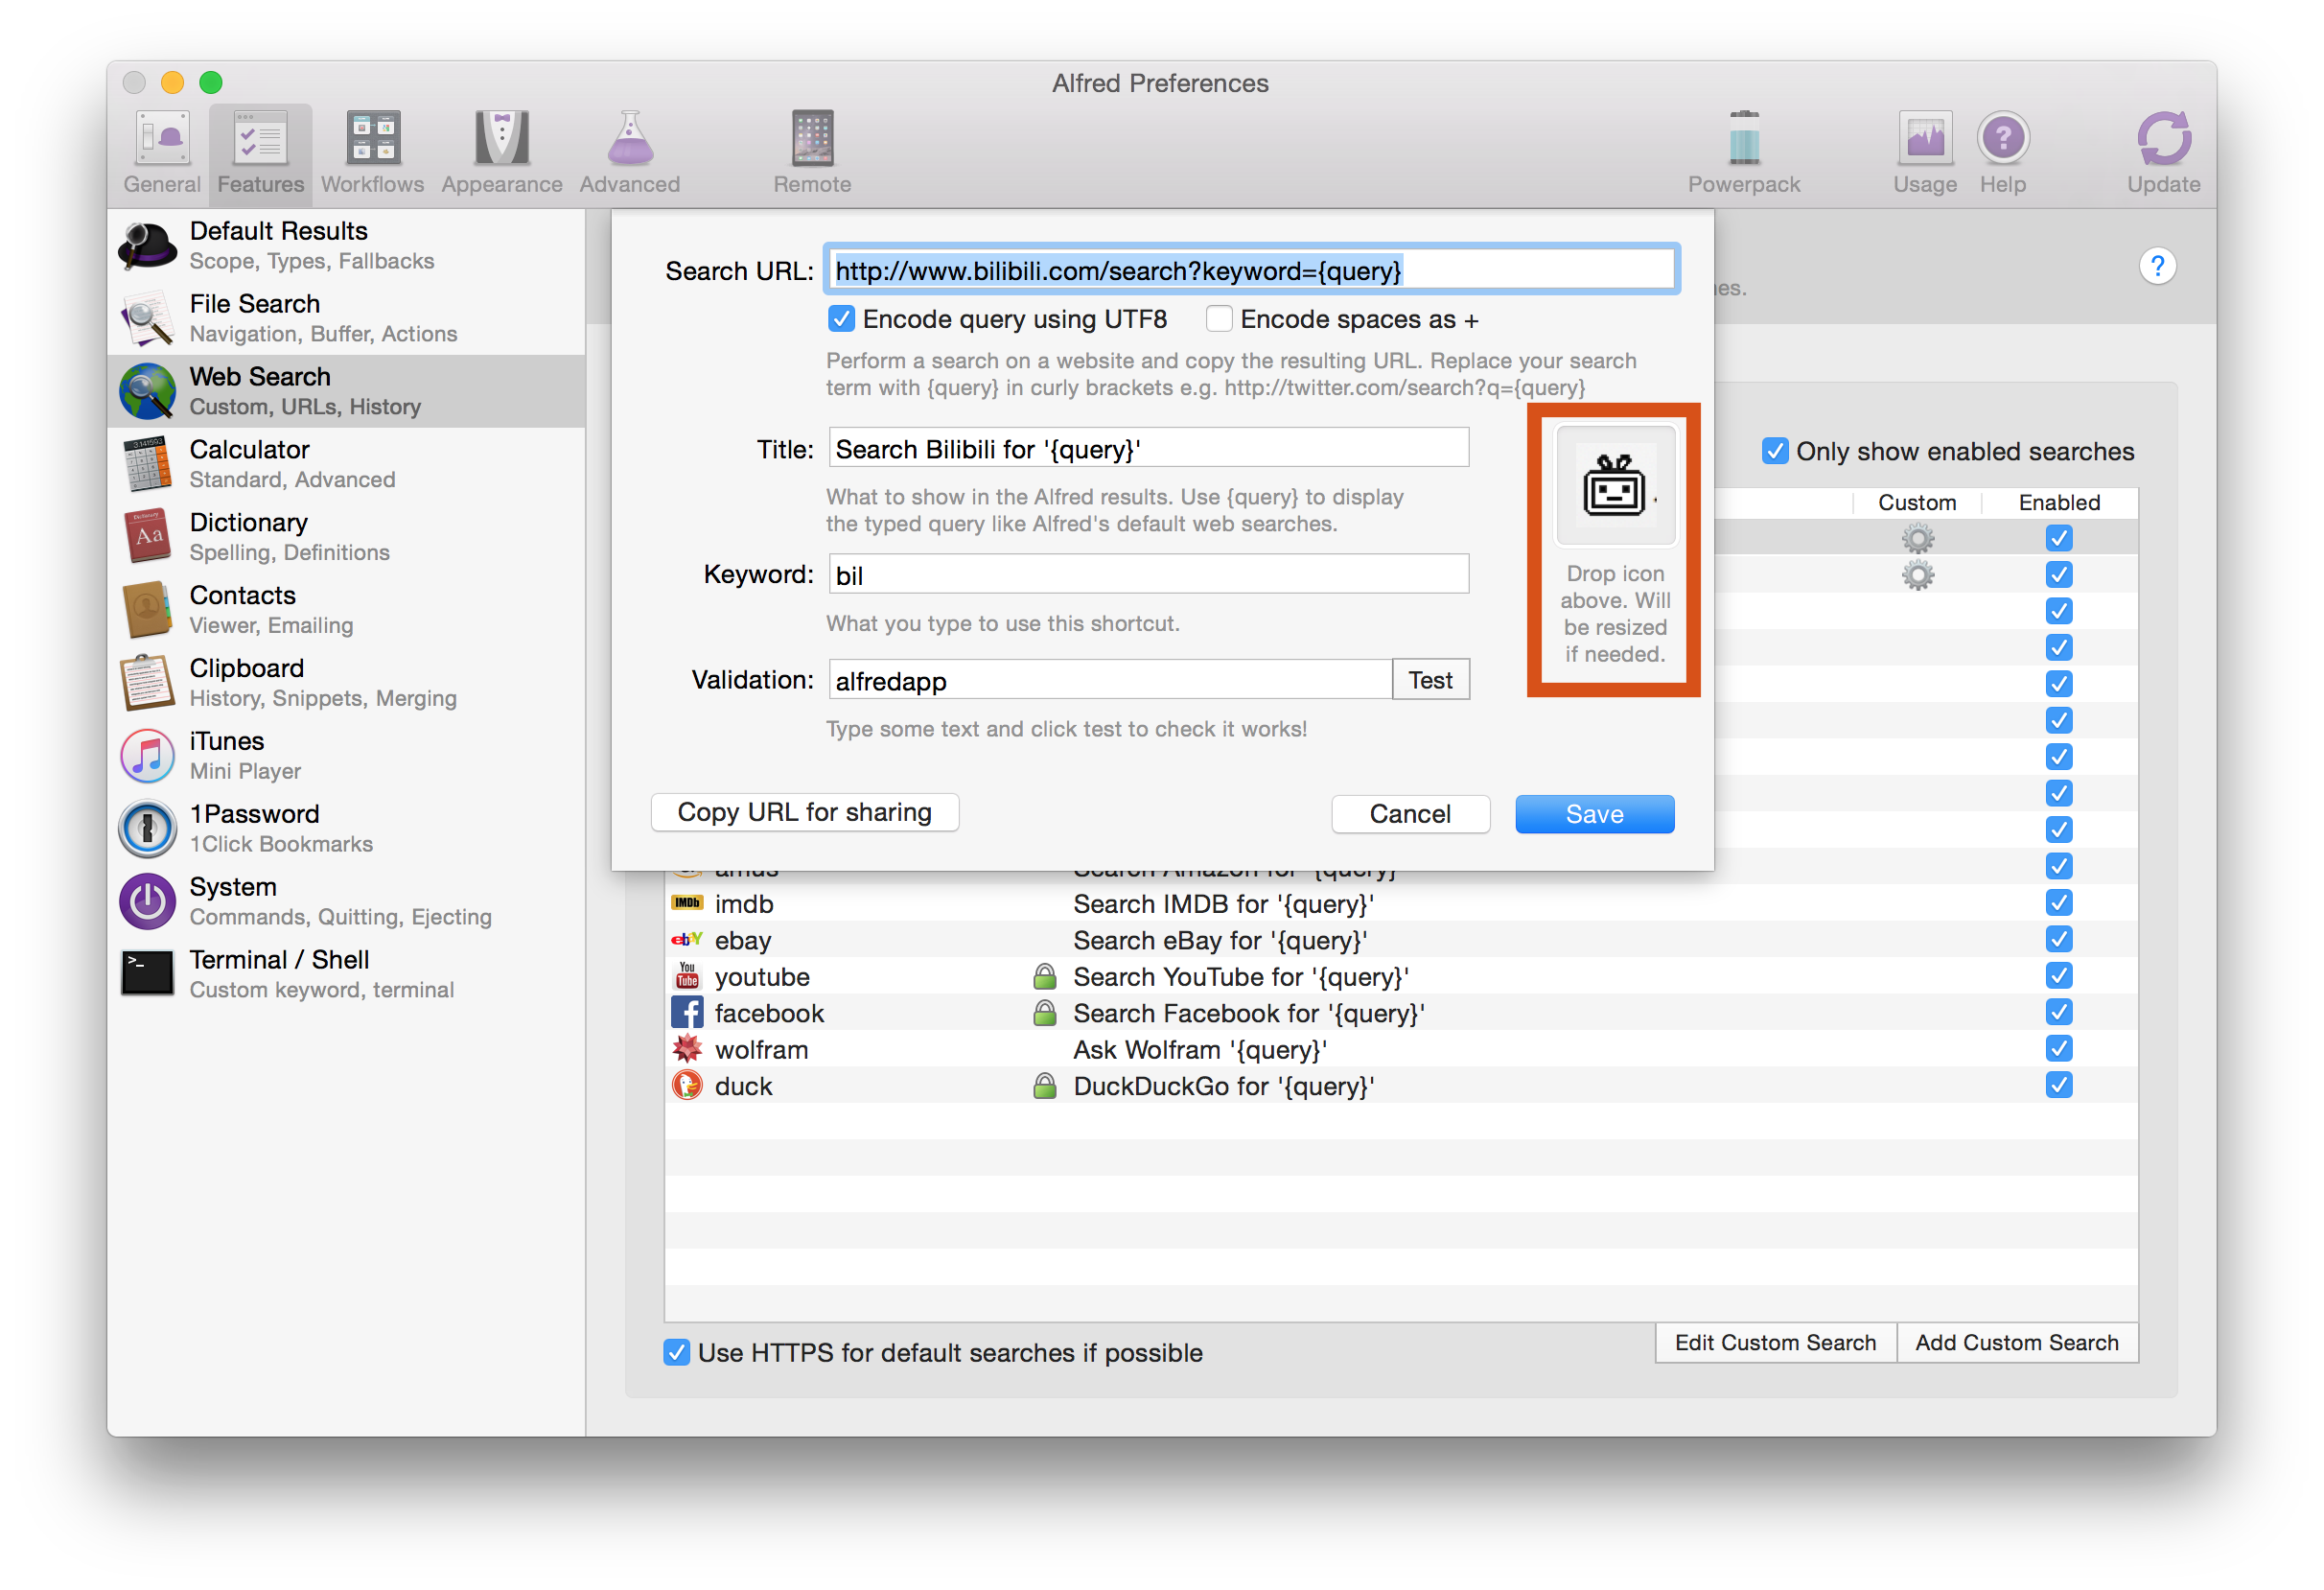 Alfred Preferences
General
Features
Workflows
Appearance
Advanced
Remote
Powerpack
Usage
Help
Update
Default Results
Scope, Types, Fallbacks
File Search
Navigation, Buffer, Actions
Web Search
Custom, URLs, History
Calculator
Standard, Advanced
Dictionary
Spelling, Definitions
Contacts
Viewer, Emailing
Clipboard
History, Snippets, Merging
iTunes
Mini Player
1Password
1Click Bookmarks
System
Commands, Quitting, Ejecting
Terminal / Shell
Custom keyword, terminal
Search URL: http://www.bilibili.com/search?keyword={query}
Encode query using UTF8 Encode spaces as +
Perform a search on a website and copy the resulting URL. Replace your search
term with {query} in curly brackets e.g. http://twitter.com/search?q={query}
Title: Search Bilibili for '{query}'
What to show in the Alfred results. Use {query} to display
the typed query like Alfred's default web searches.
Keyword: bil
What you type to use this shortcut.
Validation: alfredapp Test
Type some text and click test to check it works!
Drop icon
above. Will
be resized
if needed.
Copy URL for sharing Cancel Save
?
Only show enabled searches
Custom Enabled
Search Amazon for '{query}'
IMDb imdb Search IMDB for '{query}'
ebay ebay Search eBay for '{query}'
You
Tube youtube Search YouTube for '{query}'
f facebook Search Facebook for '{query}'
wolfram Ask Wolfram '{query}'
duck DuckDuckGo for '{query}'
Use HTTPS for default searches if possible
Edit Custom Search Add Custom Search